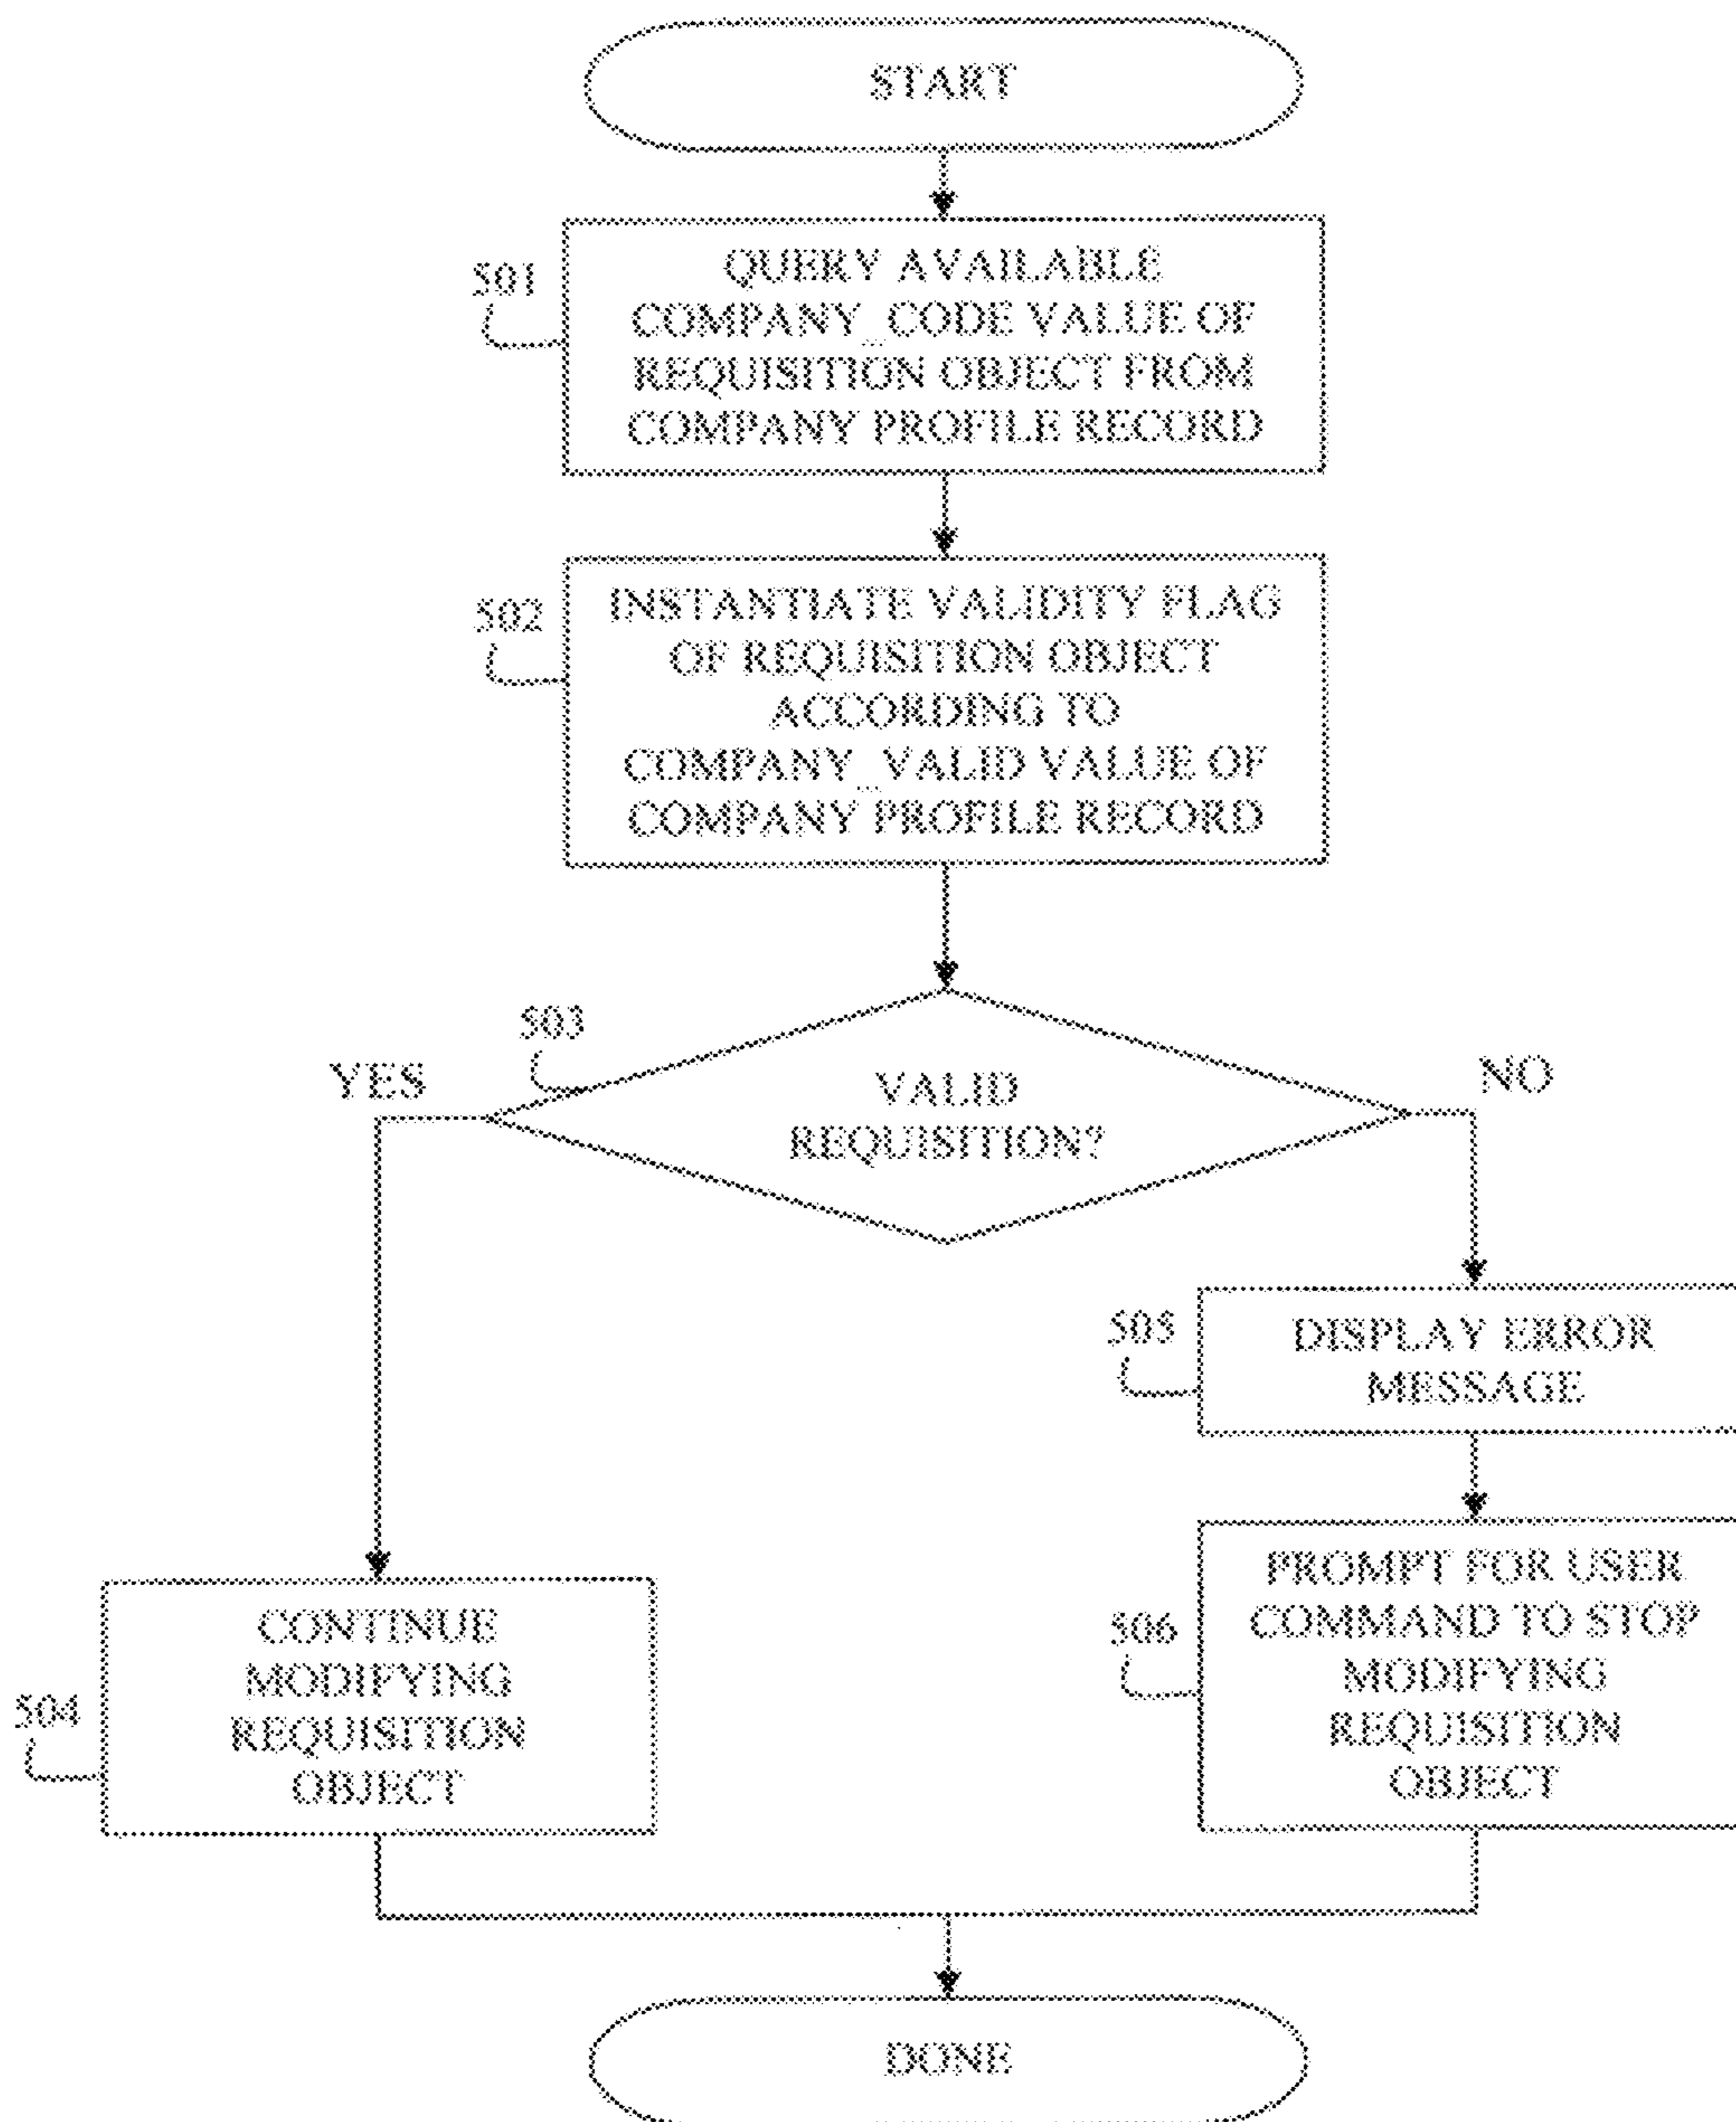 START
501
QUERY AVAILABLE
COMPANY_CODE VALUE OF
REQUISITION OBJECT FROM
COMPANY PROFILE RECORD
502
INSTANTIATE VALIDITY FLAG
OF REQUISITION OBJECT
ACCORDING TO
COMPANY_VALID VALUE OF
COMPANY PROFILE RECORD
503
YES
VALID
REQUISITION?
NO
505
DISPLAY ERROR
MESSAGE
506
PROMPT FOR USER
COMMAND TO STOP
MODIFYING
REQUISITION
OBJECT
504
CONTINUE
MODIFYING
REQUISITION
OBJECT
DONE